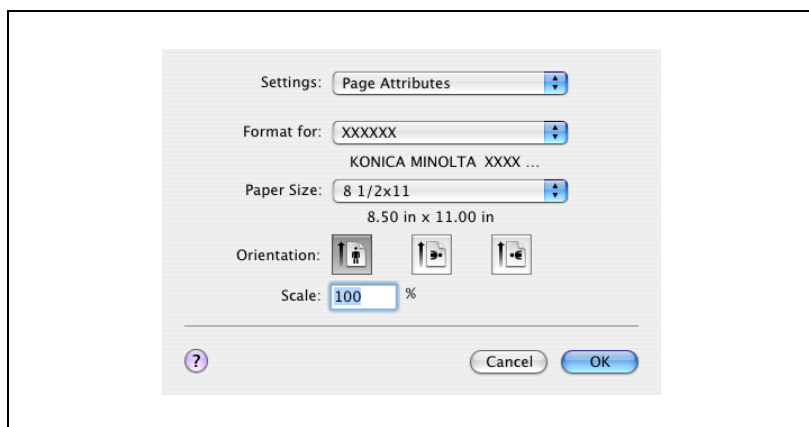 Settings: Page Attributes
Format for: XXXXXX
KONICA MINOLTA XXXX ...
Paper Size: 8 1/2x11
8.50 in x 11.00 in
Orientation:
Scale: 100 %
? Cancel OK